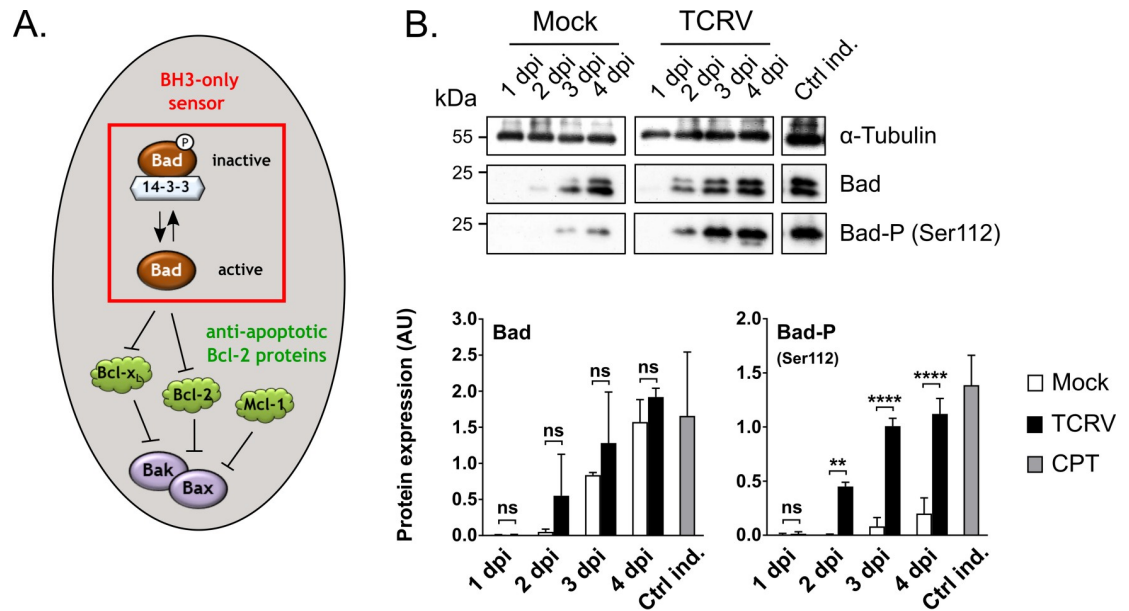 A.
BH3-only
sensor
P
Bad
inactive
14-3-3
Bad
active
anti-apoptotic
Bcl-2 proteins
Bcl-xb
Bcl-2
Mcl-1
Bak
Bax
B.
Mock
TCRV
kDa
1 dpi
2 dpi
3 dpi
4 dpi
1 dpi
2 dpi
3 dpi
4 dpi
Ctrl ind.
55
α-Tubulin
25
Bad
25
Bad-P (Ser112)
Protein expression (AU)
Bad
3.0
2.5
2.0
1.5
1.0
0.5
0.0
ns
ns
ns
ns
1 dpi
2 dpi
3 dpi
4 dpi
Ctrl ind.
Bad-P
(Ser112)
2.0
1.5
1.0
0.5
0.0
ns
**
****
****
1 dpi
2 dpi
3 dpi
4 dpi
Ctrl ind.
Mock
TCRV
CPT